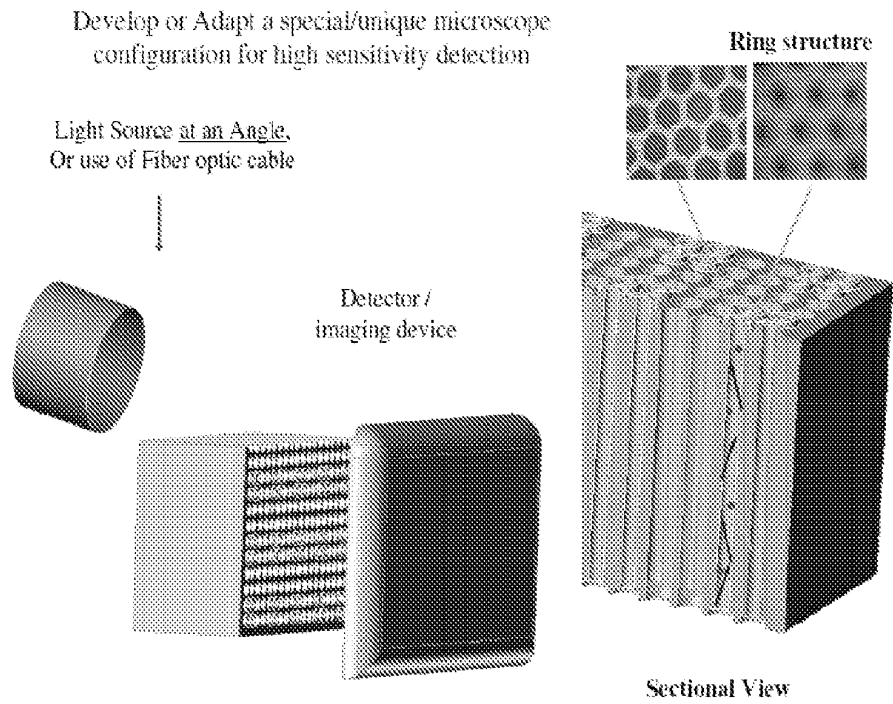 Develop or Adapt a special/unique microscope
configuration for high sensitivity detection
Ring structure
Light Source at an Angle,
Or use of Fiber optic cable
Detector /
imaging device
Sectional View